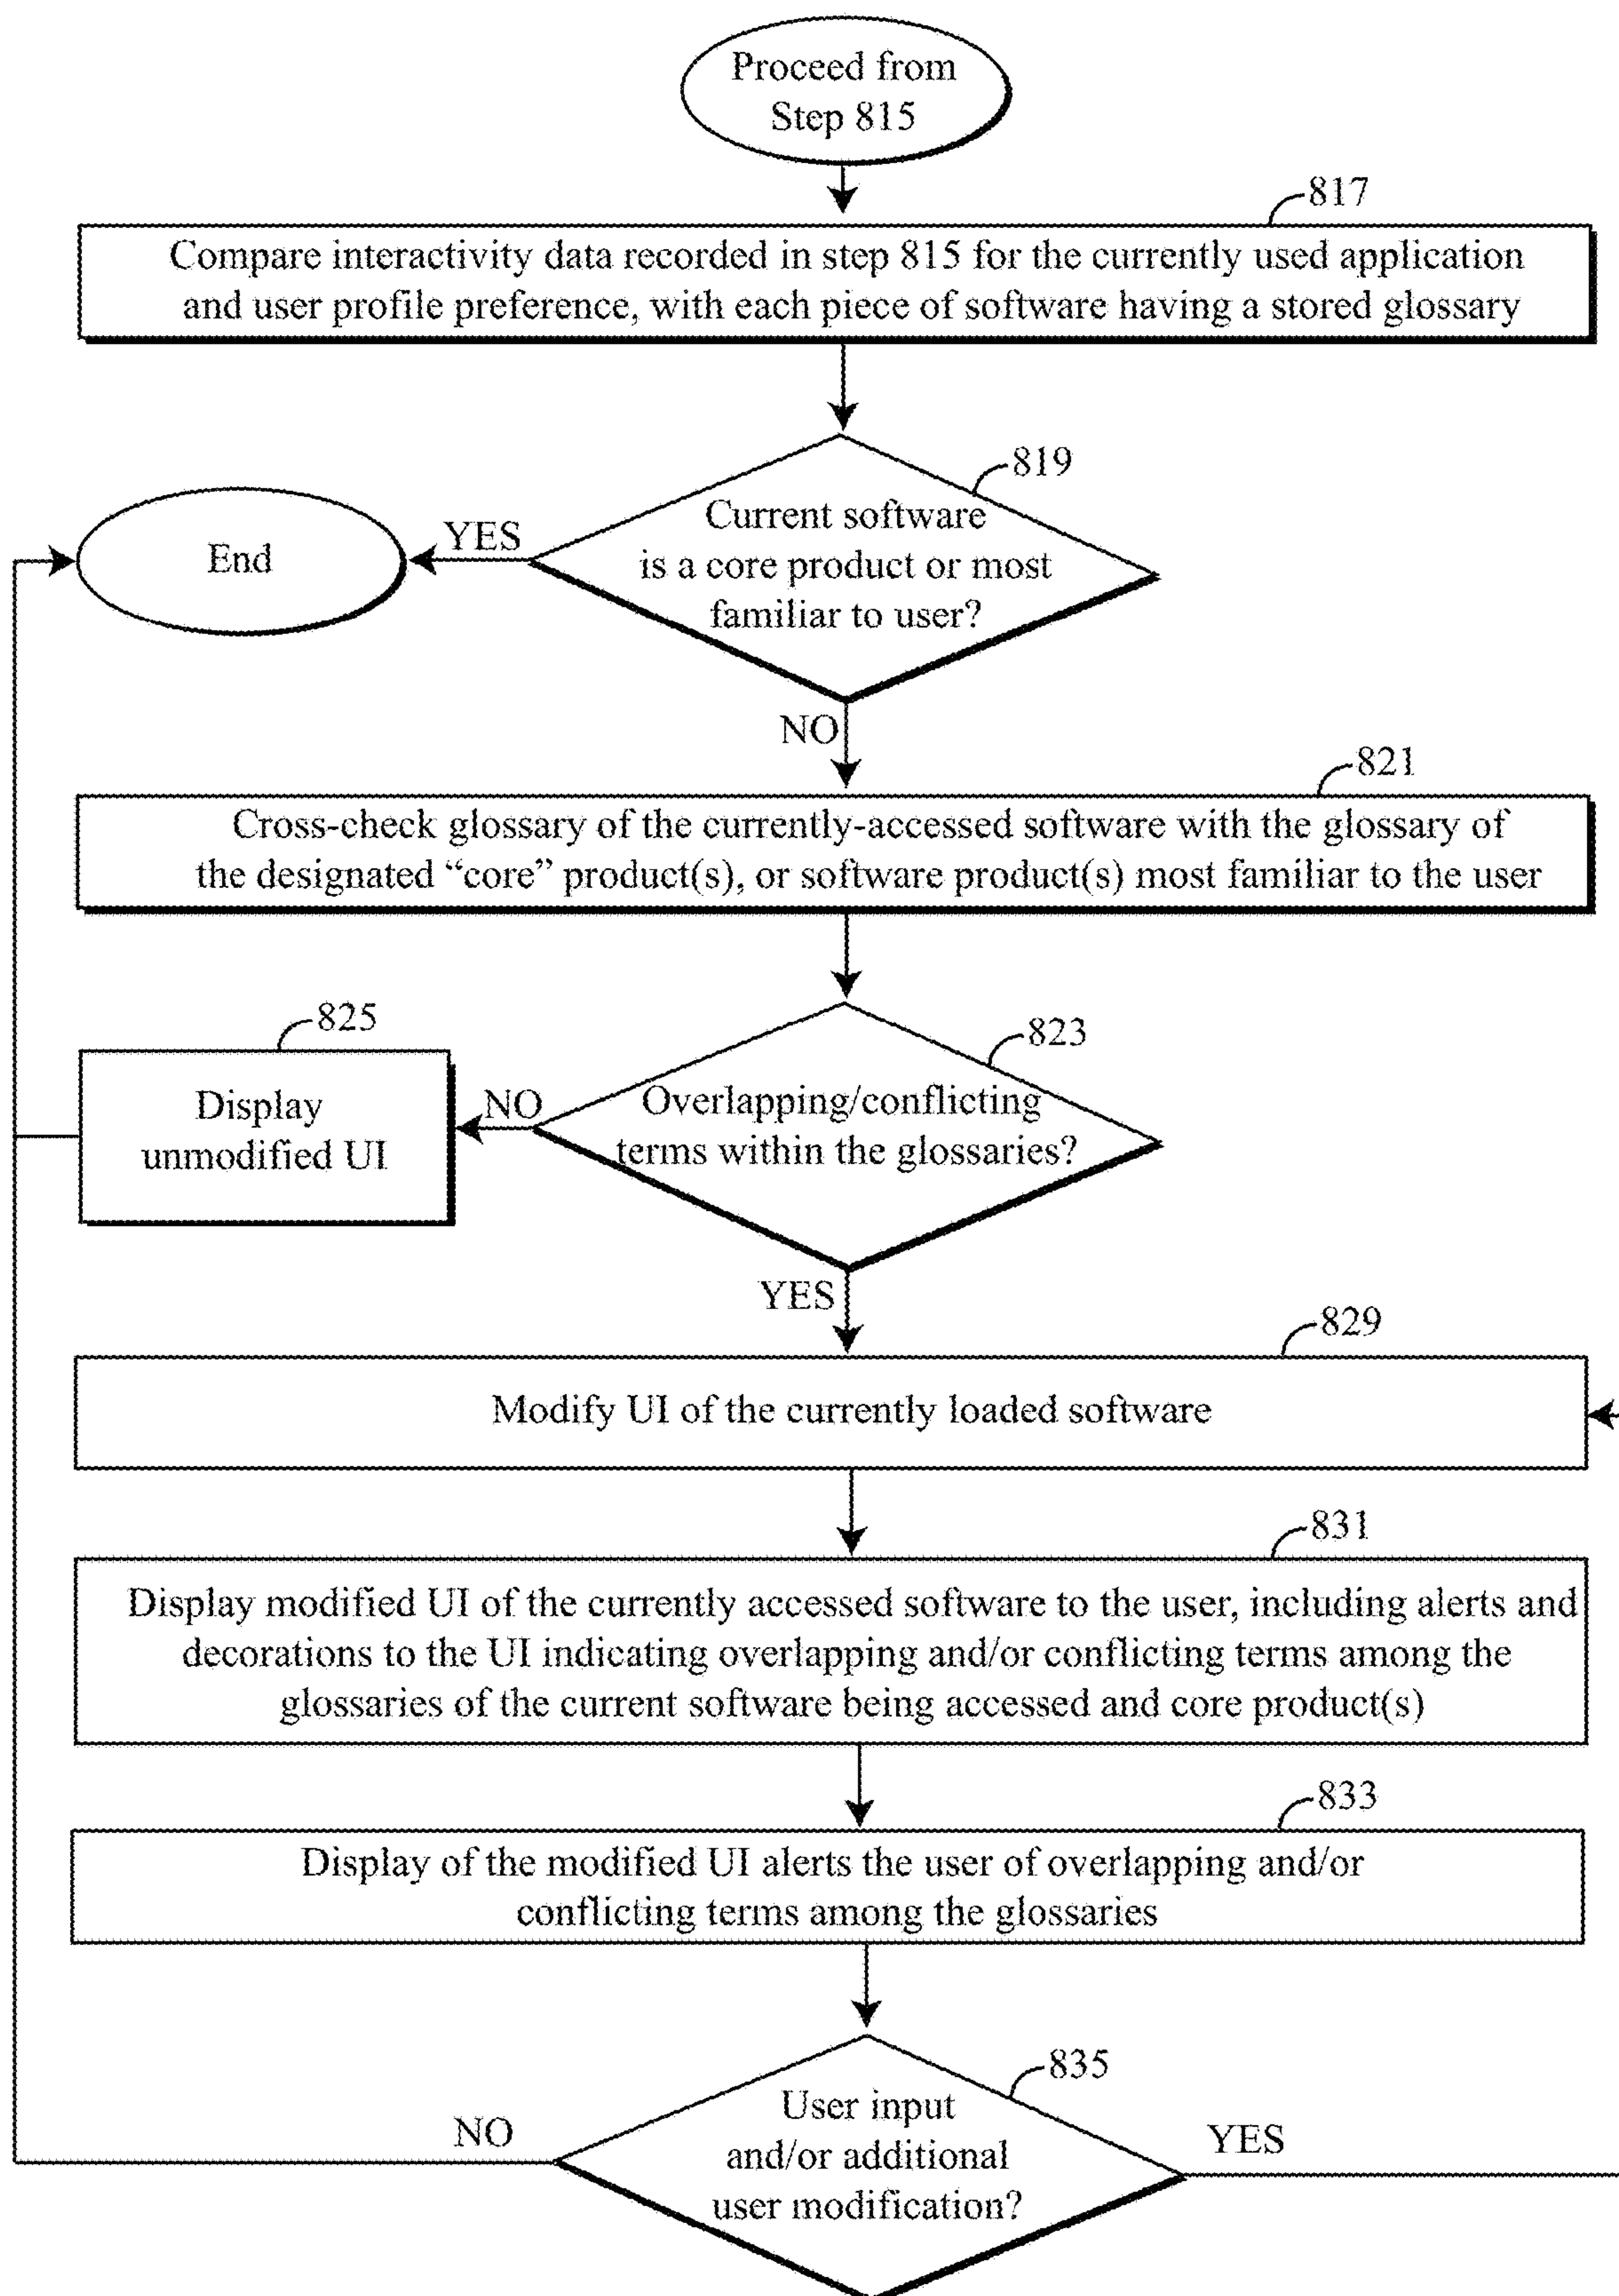 Proceed from
Step 815
817
Compare interactivity data recorded in step 815 for the currently used application
and user profile preference, with each piece of software having a stored glossary
819
Current software
is a core product or most
familiar to user?
YES
End
NO
821
Cross-check glossary of the currently-accessed software with the glossary of
the designated “core” product(s), or software product(s) most familiar to the user
823
Overlapping/conflicting
terms within the glossaries?
NO
825
Display
unmodified UI
YES
829
Modify UI of the currently loaded software
831
Display modified UI of the currently accessed software to the user, including alerts and
decorations to the UI indicating overlapping and/or conflicting terms among the
glossaries of the current software being accessed and core product(s)
833
Display of the modified UI alerts the user of overlapping and/or
conflicting terms among the glossaries
835
User input
and/or additional
user modification?
NO
YES